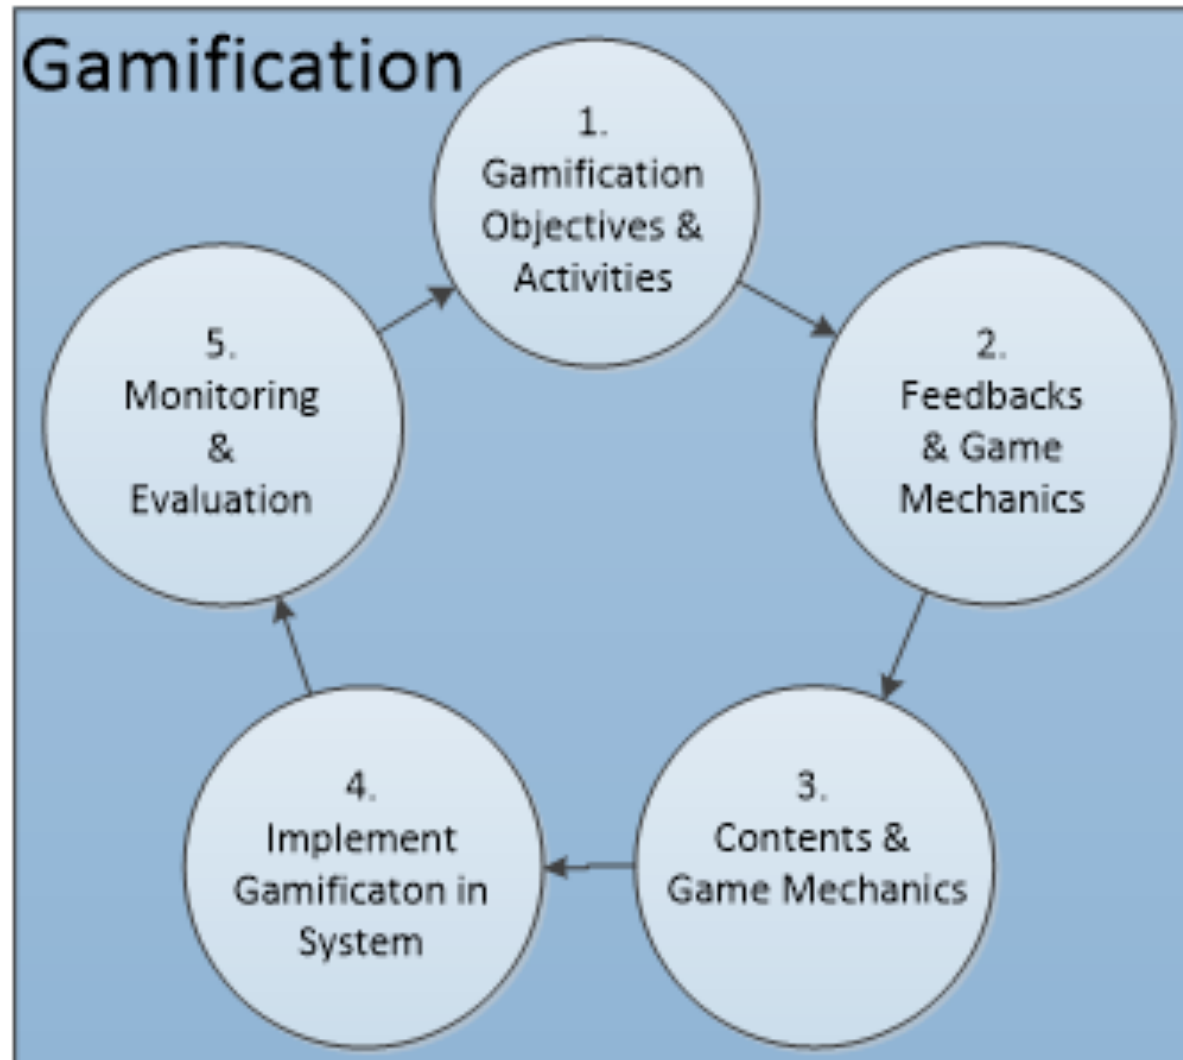 Gamification
1.
Gamification
Objectives &
Activities
2.
Feedbacks
& Game
Mechanics
3.
Contents &
Game Mechanics
4.
Implement
Gamificaton in
System
5.
Monitoring
&
Evaluation